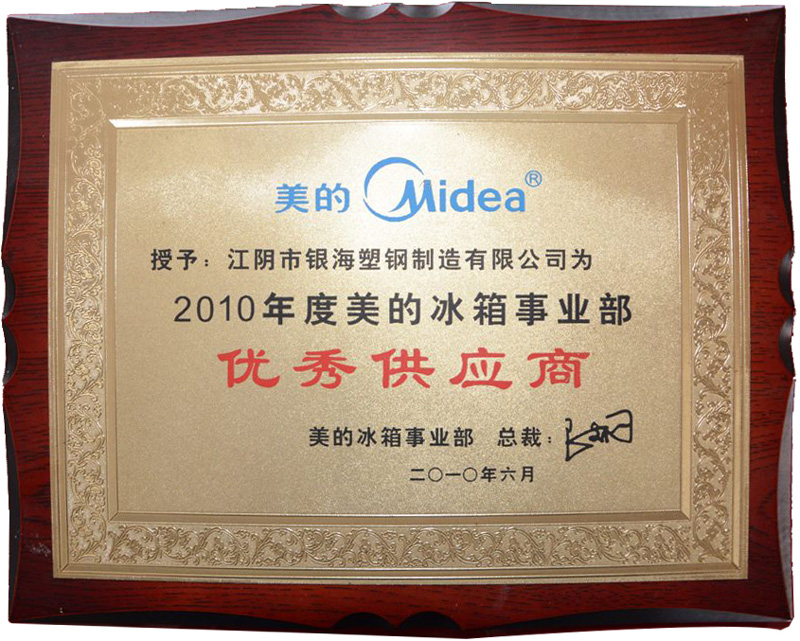 美的 Midea®
授予：江阴市银海塑钢制造有限公司为
2010年度美的冰箱事业部
优秀供应商
美的冰箱事业部 总裁：
二〇一〇年六月